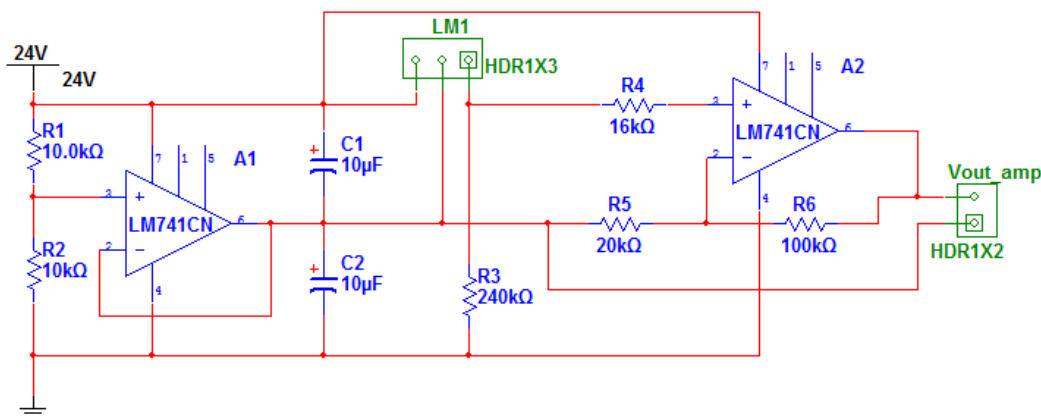 24V
24V
LM1
HDR1X3
R1
10.0kΩ
R2
10kΩ
A1
LM741CN
3
2
7
1
5
6
4
C1
+
10µF
C2
+
10µF
R3
240kΩ
R4
16kΩ
R5
20kΩ
R6
100kΩ
A2
LM741CN
3
2
7
1
5
6
4
Vout_amp
HDR1X2